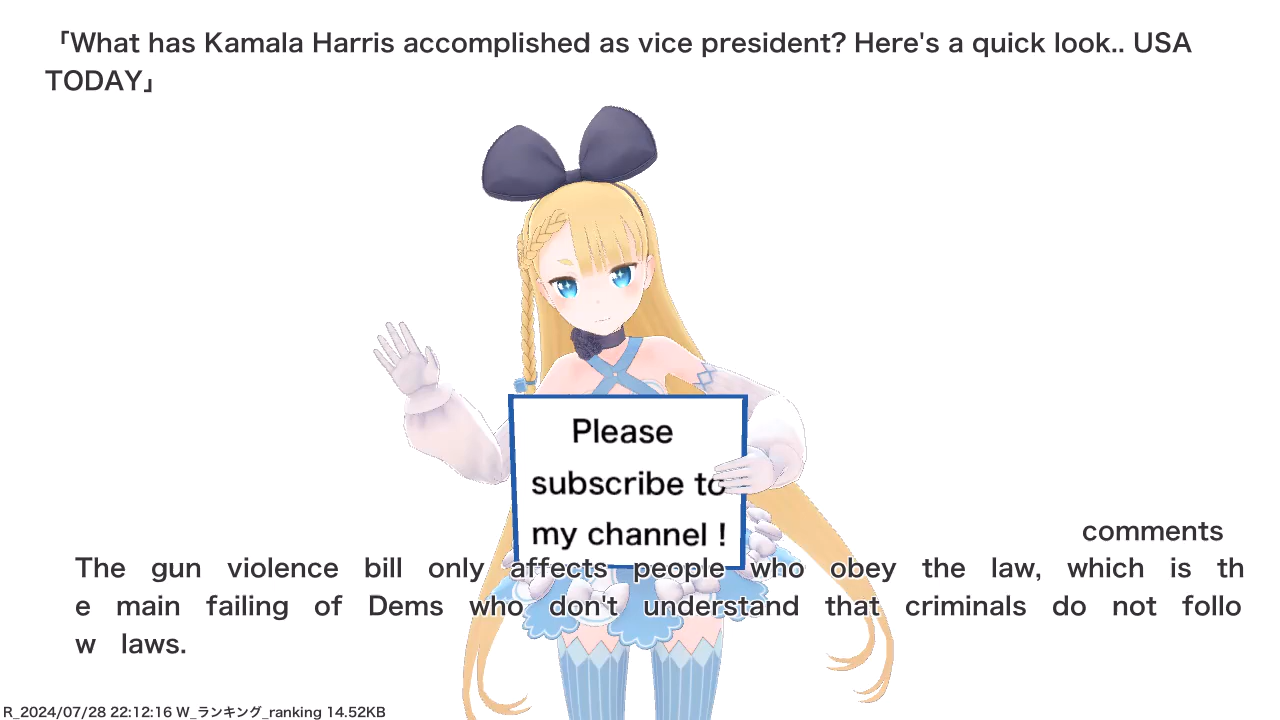 「What has Kamala Harris accomplished as vice president? Here's a quick look.. USA
TODAY」
Please
subscribe to
my channel !
comments
The gun violence bill only affects people who obey the law, which is th
e main failing of Dems who don't understand that criminals do not follo
w laws.
R_2024/07/28 22:12:16 W_ランキング_ranking 14.52KB